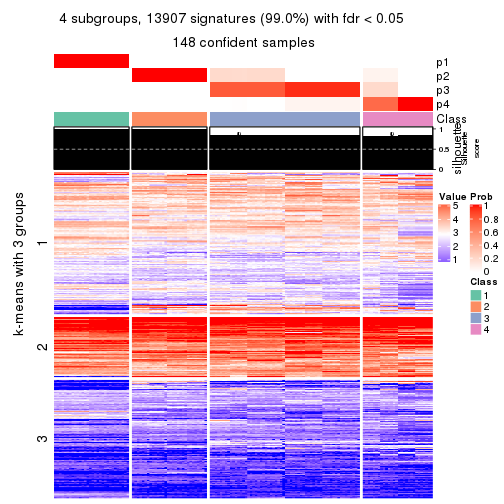 4 subgroups, 13907 signatures (99.0%) with fdr < 0.05
148 confident samples
p1
p2
p3
p4
Class
1
0.5
0
silhouette
Silhouette
score
k-means with 3 groups
1
2
3
Value
5
4
3
2
1
Prob
1
0.8
0.6
0.4
0.2
0
Class
1
2
3
4